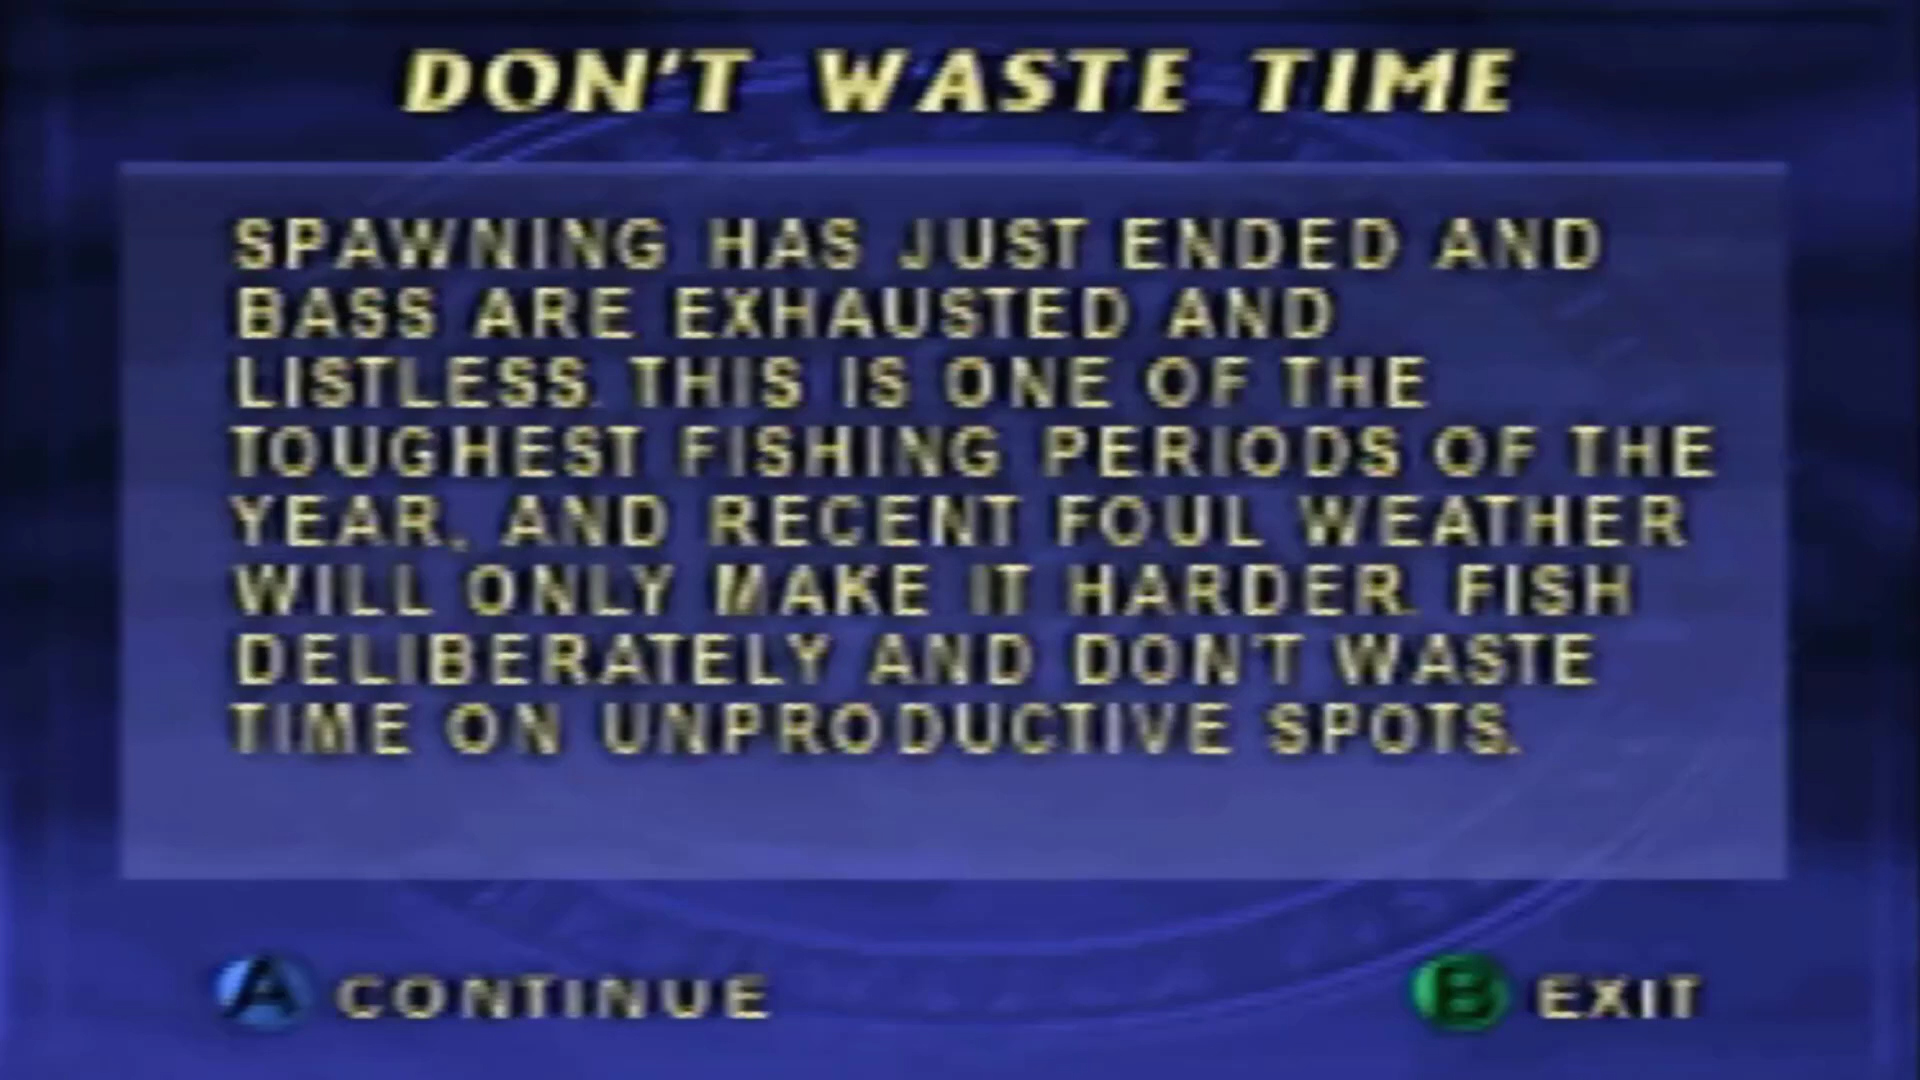 DON'T WASTE TIME
SPAWNING HAS JUST ENDED AND
BASS ARE EXHAUSTED AND
LISTLESS. THIS IS ONE OF THE
TOUGHEST FISHING PERIODS OF THE
YEAR, AND RECENT FOUL WEATHER
WILL ONLY MAKE IT HARDER. FISH
DELIBERATELY AND DON'T WASTE
TIME ON UNPRODUCTIVE SPOTS.
A CONTINUE
B EXIT